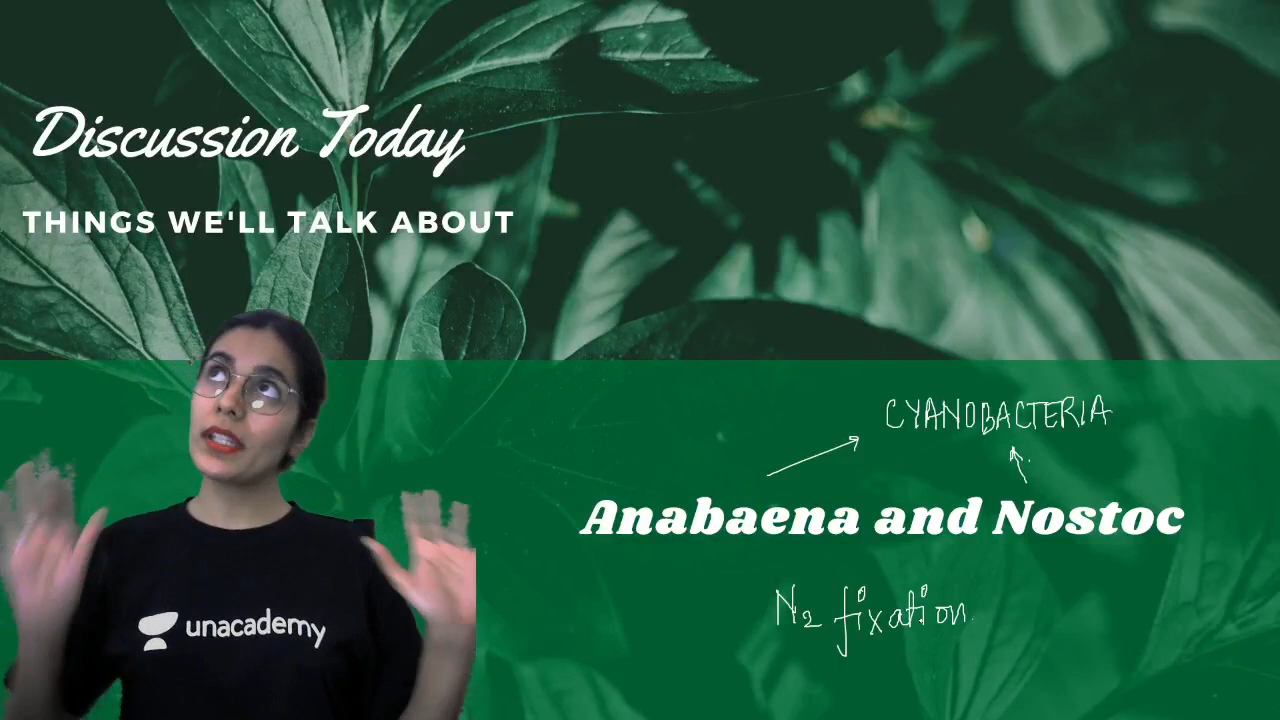 Discussion Today
THINGS WE'LL TALK ABOUT
CYANOBACTERIA
Anabaena and Nostoc
N2 fixation
unacademy